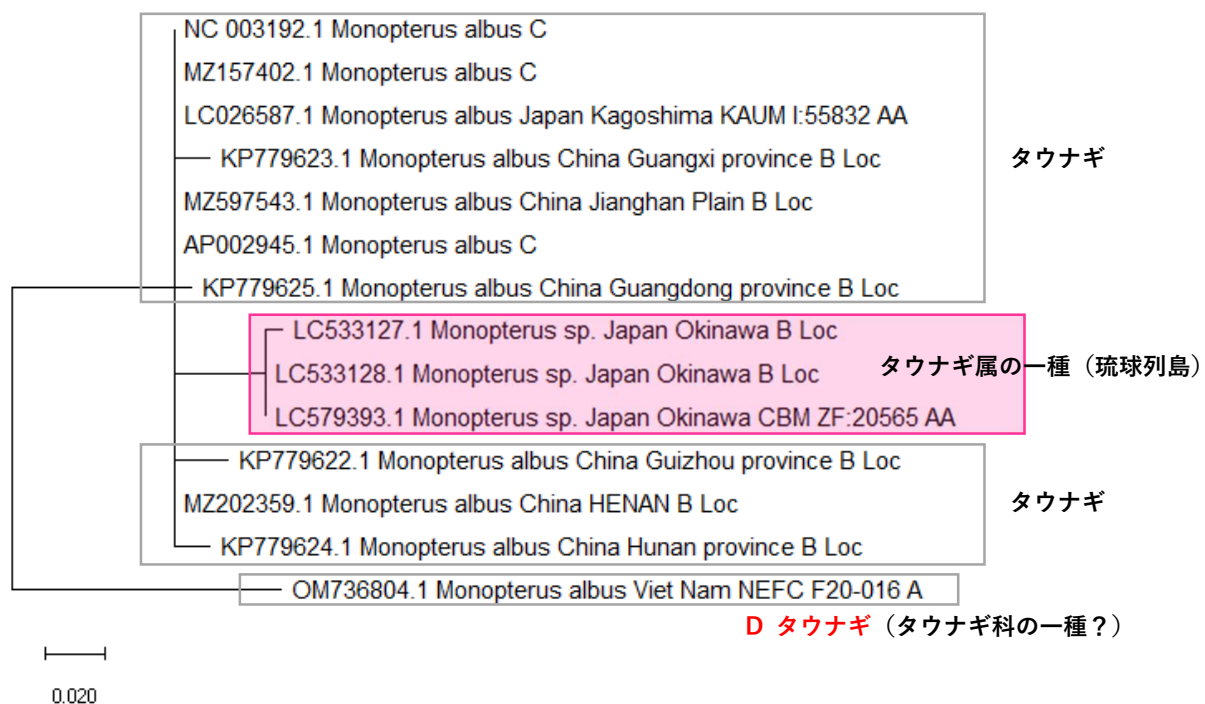 NC 003192.1 Monopterus albus C
MZ157402.1 Monopterus albus C
LC026587.1 Monopterus albus Japan Kagoshima KAUM I:55832 AA
KP779623.1 Monopterus albus China Guangxi province B Loc
タウナギ
MZ597543.1 Monopterus albus China Jianghan Plain B Loc
AP002945.1 Monopterus albus C
KP779625.1 Monopterus albus China Guangdong province B Loc
LC533127.1 Monopterus sp. Japan Okinawa B Loc
LC533128.1 Monopterus sp. Japan Okinawa B Loc
タウナギ属の一種（琉球列島）
LC579393.1 Monopterus sp. Japan Okinawa CBM ZF:20565 AA
KP779622.1 Monopterus albus China Guizhou province B Loc
MZ202359.1 Monopterus albus China HENAN B Loc
タウナギ
KP779624.1 Monopterus albus China Hunan province B Loc
OM736804.1 Monopterus albus Viet Nam NEFC F20-016 A
D タウナギ（タウナギ科の一種？）
0.020